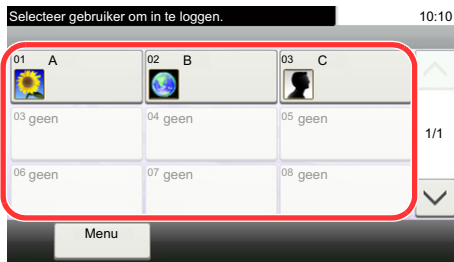 Selecteer gebruiker om in te loggen. 10:10
01 A 02 B 03 C
03 geen 04 geen 05 geen
1/1
06 geen 07 geen 08 geen
Menu